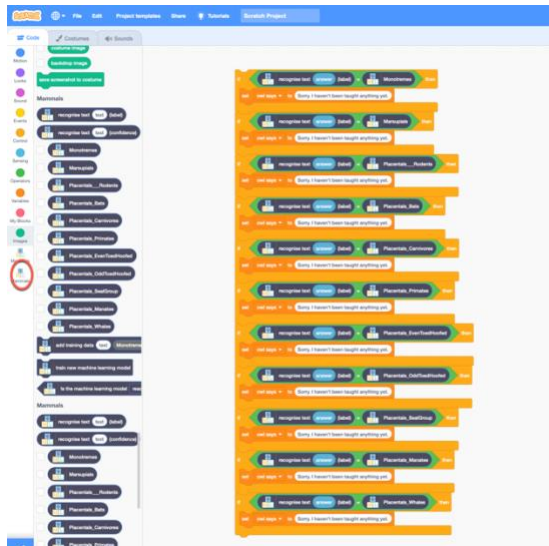 SCRATCH File Edit Project templates Share Tutorials Scratch Project
Code Costumes Sounds
costume image
backdrop image
save screenshot to costume
Motion
Looks
Sound
Events
Control
Sensing
Operators
Variables
My Blocks
Images
Mammals
recognise text text (label)
recognise text text (confidence)
Monotremes
Marsupials
Placentals__Rodents
Placentals_Bats
Placentals_Carnivores
Placentals_Primates
Placentals_EvenToedHoofed
Placentals_OddToedHoofed
Placentals_SealGroup
Placentals_Manatee
Placentals_Whales
add training data text Monotremes
train new machine learning model
Is the machine learning model
Mammals
recognise text text (label)
recognise text text (confidence)
Monotremes
Marsupials
Placentals__Rodents
Placentals_Bats
Placentals_Carnivores
Placentals_Primates
if recognise text answer (label) = Monotremes then
set owl says to Sorry, I haven't been taught anything yet.
if recognise text answer (label) = Marsupials then
set owl says to Sorry, I haven't been taught anything yet.
if recognise text answer (label) = Placentals__Rodents then
set owl says to Sorry, I haven't been taught anything yet.
if recognise text answer (label) = Placentals_Bats then
set owl says to Sorry, I haven't been taught anything yet.
if recognise text answer (label) = Placentals_Carnivores then
set owl says to Sorry, I haven't been taught anything yet.
if recognise text answer (label) = Placentals_Primates then
set owl says to Sorry, I haven't been taught anything yet.
if recognise text answer (label) = Placentals_EvenToedHoofed then
set owl says to Sorry, I haven't been taught anything yet.
if recognise text answer (label) = Placentals_OddToedHoofed then
set owl says to Sorry, I haven't been taught anything yet.
if recognise text answer (label) = Placentals_SealGroup then
set owl says to Sorry, I haven't been taught anything yet.
if recognise text answer (label) = Placentals_Manatee then
set owl says to Sorry, I haven't been taught anything yet.
if recognise text answer (label) = Placentals_Whales then
set owl says to Sorry, I haven't been taught anything yet.